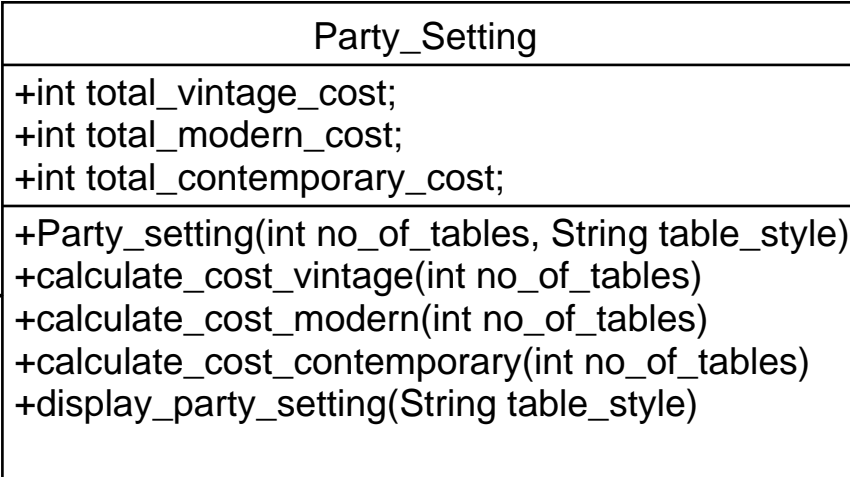 Party_Setting
+int total_vintage_cost;
+int total_modern_cost;
+int total_contemporary_cost;
+Party_setting(int no_of_tables, String table_style)
+calculate_cost_vintage(int no_of_tables)
+calculate_cost_modern(int no_of_tables)
+calculate_cost_contemporary(int no_of_tables)
+display_party_setting(String table_style)